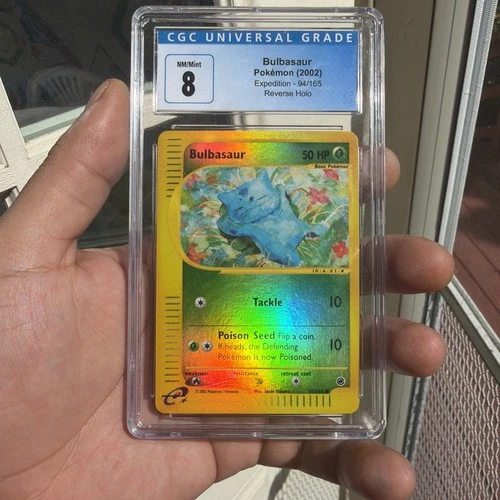 CGC UNIVERSAL GRADE
NM/Mint
8
Bulbasaur
Pokémon (2002)
Expedition - 94/165
Reverse Holo
Bulbasaur 50 HP
Basic Pokémon
Tackle 10
Poison Seed Flip a coin.
If heads, the Defending
Pokémon is now Poisoned.
10
weakness resistance retreat cost
e